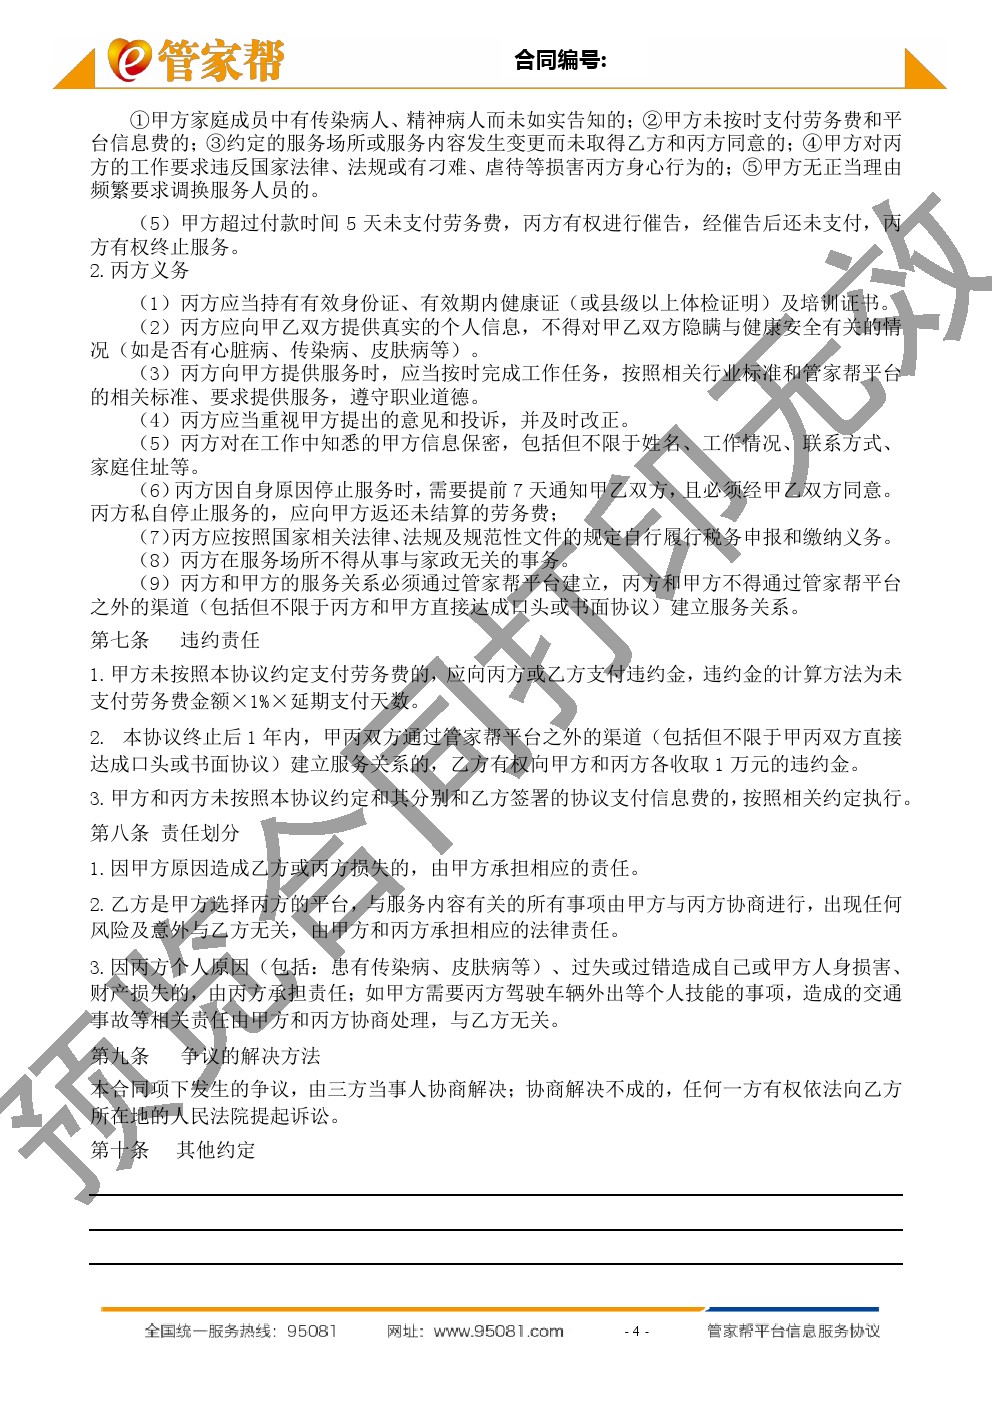 管家帮
合同编号:
①甲方家庭成员中有传染病人、精神病人而未如实告知的；②甲方未按时支付劳务费和平
台信息费的；③约定的服务场所或服务内容发生变更而未取得乙方和丙方同意的；④甲方对丙
方的工作要求违反国家法律、法规或有刁难、虐待等损害丙方身心行为的；⑤甲方无正当理由
频繁要求调换服务人员的。
（5）甲方超过付款时间 5 天未支付劳务费，丙方有权进行催告，经催告后还未支付，丙
方有权终止服务。
2.丙方义务
（1）丙方应当持有有效身份证、有效期内健康证（或县级以上体检证明）及培训证书。
（2）丙方应向甲乙双方提供真实的个人信息，不得对甲乙双方隐瞒与健康安全有关的情
况（如是否有心脏病、传染病、皮肤病等）。
（3）丙方向甲方提供服务时，应当按时完成工作任务，按照相关行业标准和管家帮平台
的相关标准、要求提供服务，遵守职业道德。
（4）丙方应当重视甲方提出的意见和投诉，并及时改正。
（5）丙方对在工作中知悉的甲方信息保密，包括但不限于姓名、工作情况、联系方式、
家庭住址等。
（6）丙方因自身原因停止服务时，需要提前 7 天通知甲乙双方，且必须经甲乙双方同意。
丙方私自停止服务的，应向甲方返还未结算的劳务费；
（7）丙方应按照国家相关法律、法规及规范性文件的规定自行履行税务申报和缴纳义务。
（8）丙方在服务场所不得从事与家政无关的事务。
（9）丙方和甲方的服务关系必须通过管家帮平台建立，丙方和甲方不得通过管家帮平台
之外的渠道（包括但不限于丙方和甲方直接达成口头或书面协议）建立服务关系。
第七条 违约责任
1.甲方未按照本协议约定支付劳务费的，应向丙方或乙方支付违约金，违约金的计算方法为未
支付劳务费金额×1%×延期支付天数。
2. 本协议终止后 1 年内，甲丙双方通过管家帮平台之外的渠道（包括但不限于甲丙双方直接
达成口头或书面协议）建立服务关系的，乙方有权向甲方和丙方各收取 1 万元的违约金。
3.甲方和丙方未按照本协议约定和其分别和乙方签署的协议支付信息费的，按照相关约定执行。
第八条 责任划分
1.因甲方原因造成乙方或丙方损失的，由甲方承担相应的责任。
2.乙方是甲方选择丙方的平台，与服务内容有关的所有事项由甲方与丙方协商进行，出现任何
风险及意外与乙方无关，由甲方和丙方承担相应的法律责任。
3.因丙方个人原因（包括：患有传染病、皮肤病等）、过失或过错造成自己或甲方人身损害、
财产损失的，由丙方承担责任；如甲方需要丙方驾驶车辆外出等个人技能的事项，造成的交通
事故等相关责任由甲方和丙方协商处理，与乙方无关。
第九条 争议的解决方法
本合同项下发生的争议，由三方当事人协商解决；协商解决不成的，任何一方有权依法向乙方
所在地的人民法院提起诉讼。
第十条 其他约定
预览合同打印无效
全国统一服务热线：95081 网址：www.95081.com - 4 - 管家帮平台信息服务协议